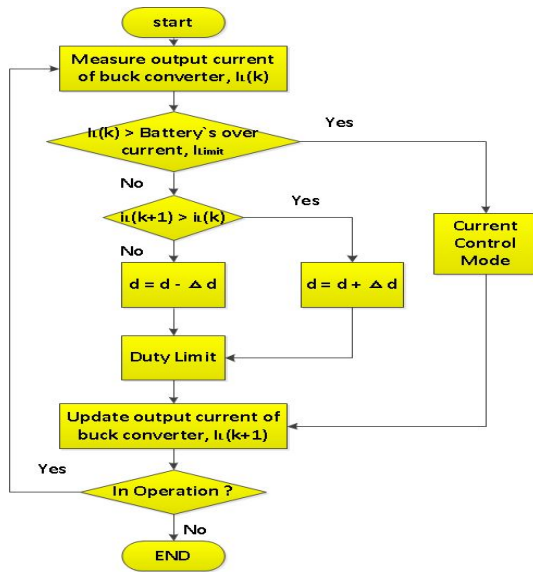 start
Measure output current
of buck converter, IL(k)
IL(k) > Battery`s over
current, ILimit
Yes
No
iL(k+1) > iL(k)
Yes
No
Current
Control
Mode
d = d - Δ d
d = d + Δ d
Duty Limit
Update output current of
buck converter, IL(k+1)
Yes
In Operation ?
No
END